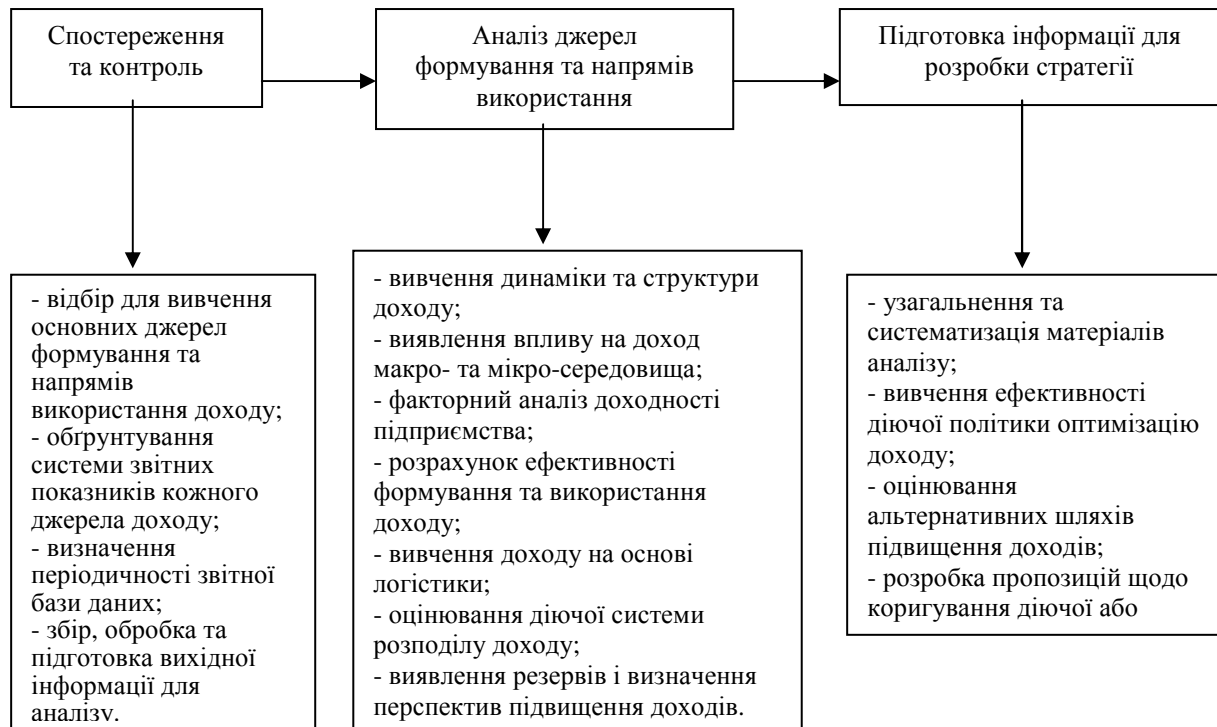 Спостереження
та контроль
Аналіз джерел
формування та напрямів
використання
Підготовка інформації для
розробки стратегії
- відбір для вивчення
основних джерел
формування та
напрямів
використання доходу;
- обґрунтування
системи звітних
показників кожного
джерела доходу;
- визначення
періодичності звітної
бази даних;
- збір, обробка та
підготовка вихідної
інформації для
аналізу.
- вивчення динаміки та структури
доходу;
- виявлення впливу на доход
макро- та мікро-середовища;
- факторний аналіз доходності
підприємства;
- розрахунок ефективності
формування та використання
доходу;
- вивчення доходу на основі
логістики;
- оцінювання діючої системи
розподілу доходу;
- виявлення резервів і визначення
перспектив підвищення доходів.
- узагальнення та
систематизація матеріалів
аналізу;
- вивчення ефективності
діючої політики оптимізацію
доходу;
- оцінювання
альтернативних шляхів
підвищення доходів;
- розробка пропозицій щодо
коригування діючої або